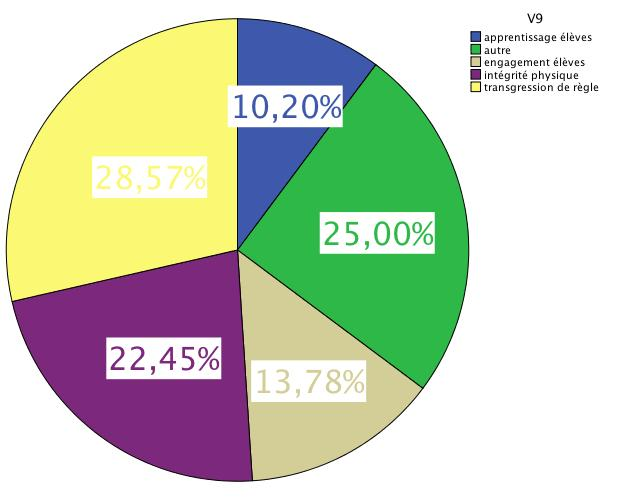 V9
apprentissage élèves
autre
engagement élèves
intégrité physique
transgression de règle
10,20%
25,00%
13,78%
22,45%
28,57%